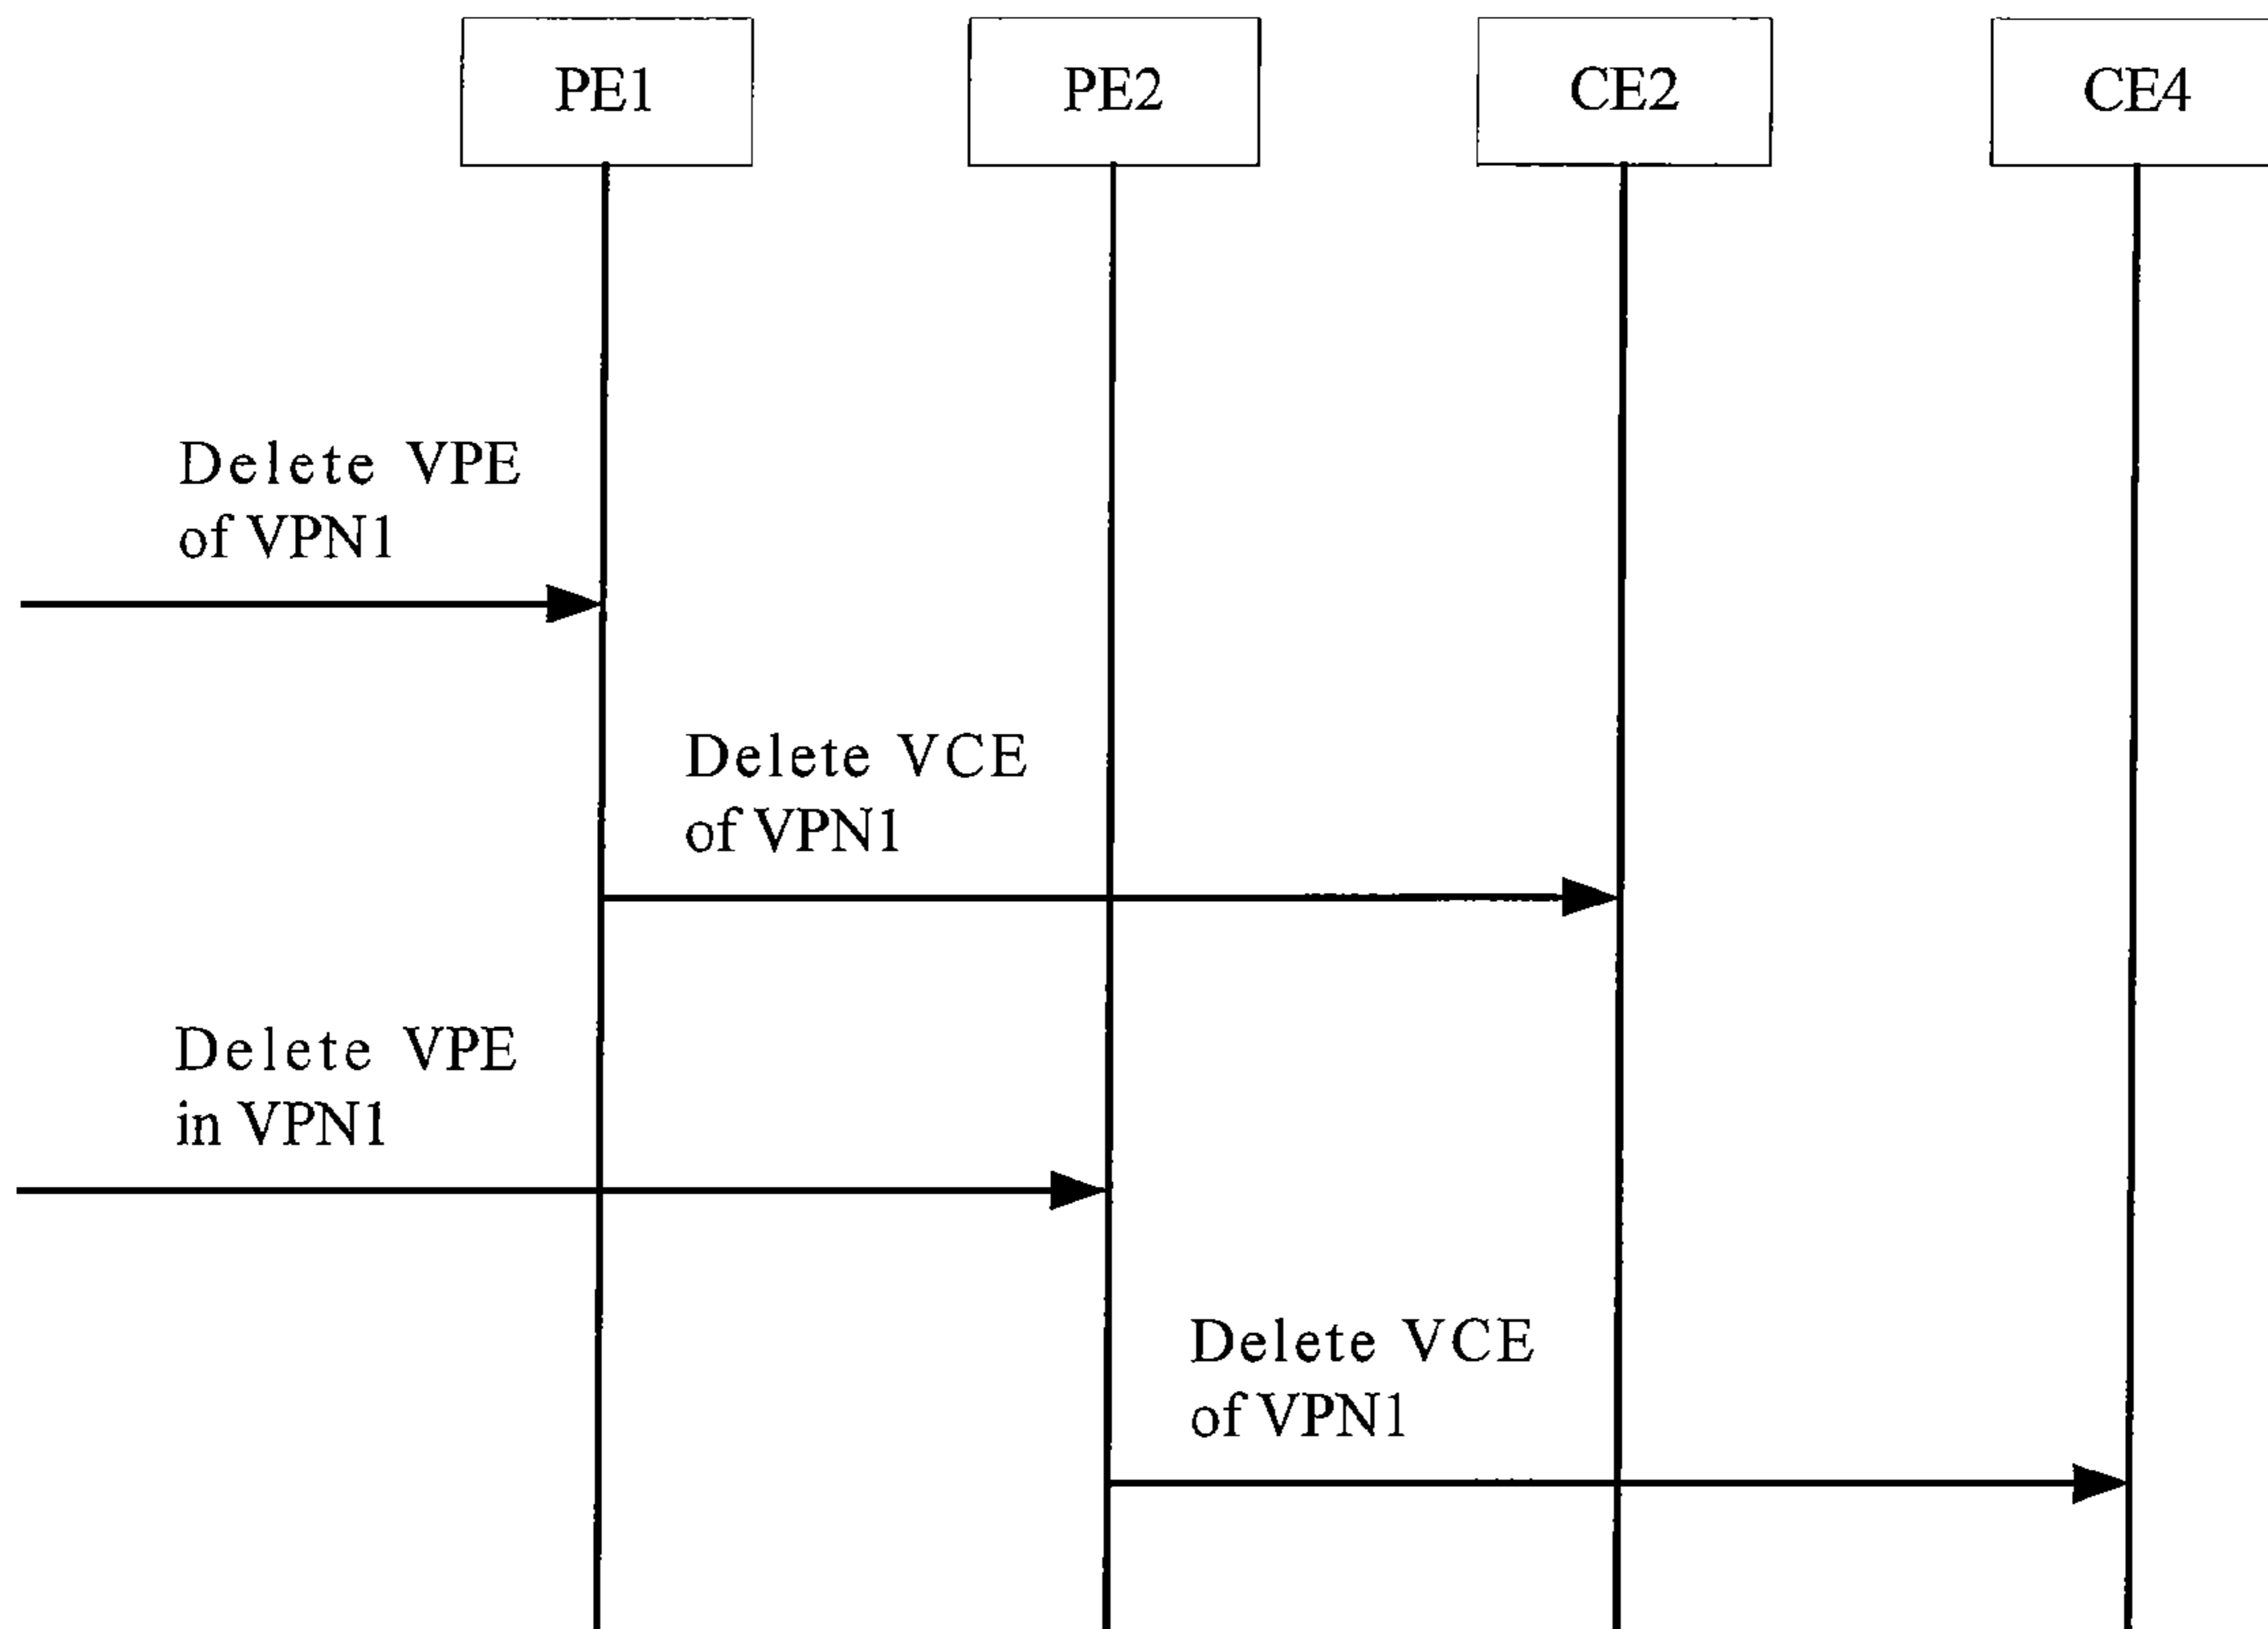 PE1
PE2
CE2
CE4
Delete VPE
of VPN1
Delete VCE
of VPN1
Delete VPE
in VPN1
Delete VCE
of VPN1